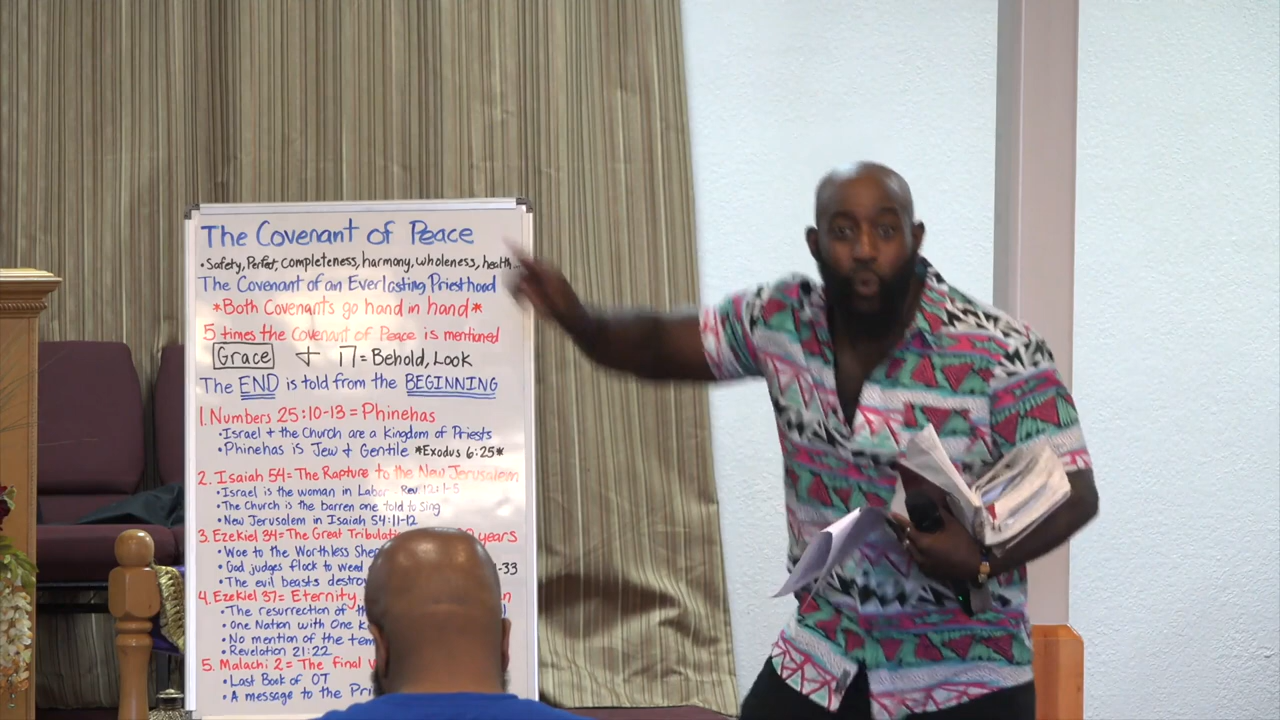 The Covenant of Peace
•Safety, Perfect, completeness, harmony, wholeness, health...
The Covenant of an Everlasting Priesthood
*Both Covenants go hand in hand*
5 times the Covenant of Peace is mentioned
Grace + ה = Behold, Look
The END is told from the BEGINNING
1. Numbers 25:10-13 = Phinehas
•Israel + the Church are a Kingdom of Priests
•Phinehas is Jew & Gentile *Exodus 6:25*
2. Isaiah 54 = The Rapture to the New Jerusalem
•Israel is the woman in Labor Rev 12:1-5
•The Church is the barren one told to sing
•New Jerusalem in Isaiah 54:11-12
3. Ezekiel 34 = The Great years
•Woe to the Worthless
•God judges flock to weed -33
•The evil beasts
4. Ezekiel 37 = Eternity
•The resurrection of
•One Nation with One
•No mention of the
•Revelation 21:22
5. Malachi 2 = The final
•Last Book of OT
•A message to the